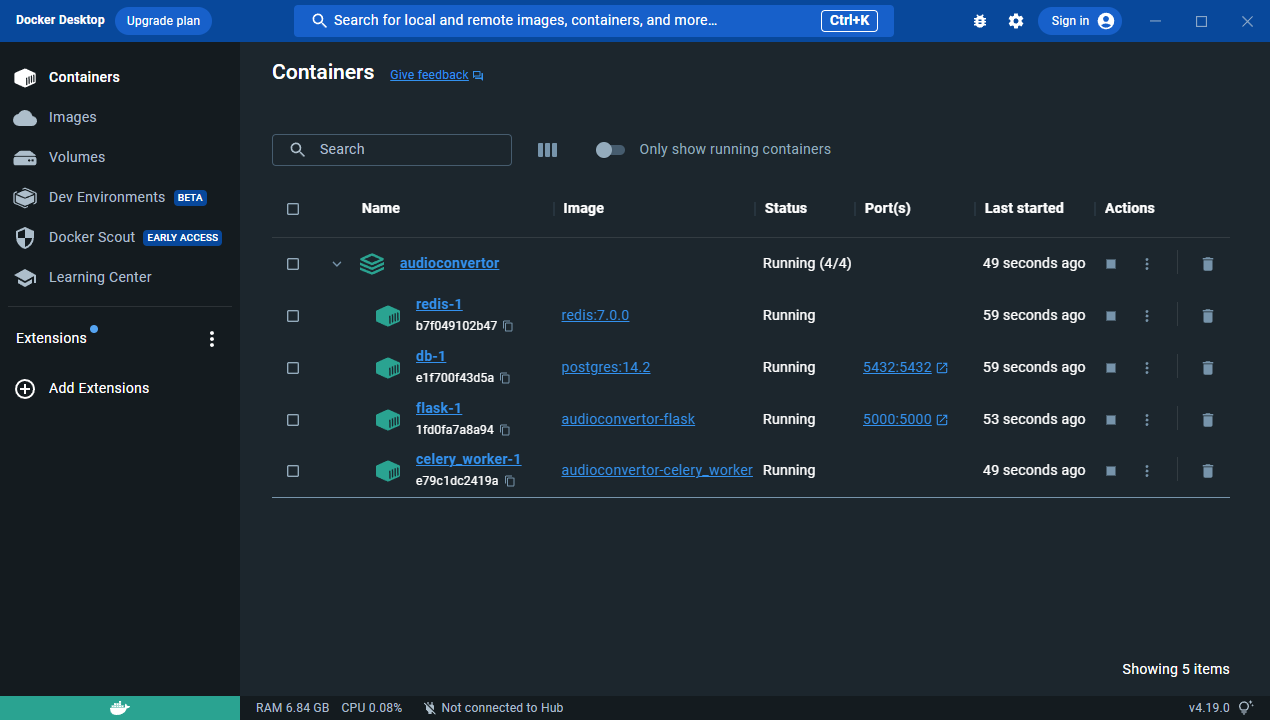 Docker Desktop Upgrade plan Search for local and remote images, containers, and more... Ctrl+K Sign in
Containers
Images
Volumes
Dev Environments BETA
Docker Scout EARLY ACCESS
Learning Center
Extensions
Add Extensions
Containers Give feedback
Search Only show running containers
Name Image Status Port(s) Last started Actions
audioconvertor Running (4/4) 49 seconds ago
redis-1
b7f049102b47 redis:7.0.0 Running 59 seconds ago
db-1
e1f700f43d5a postgres:14.2 Running 5432:5432 59 seconds ago
flask-1
1fd0fa7a8a94 audioconvertor-flask Running 5000:5000 53 seconds ago
celery_worker-1
e79c1dc2419a audioconvertor-celery_worker Running 49 seconds ago
Showing 5 items
RAM 6.84 GB CPU 0.08% Not connected to Hub v4.19.0